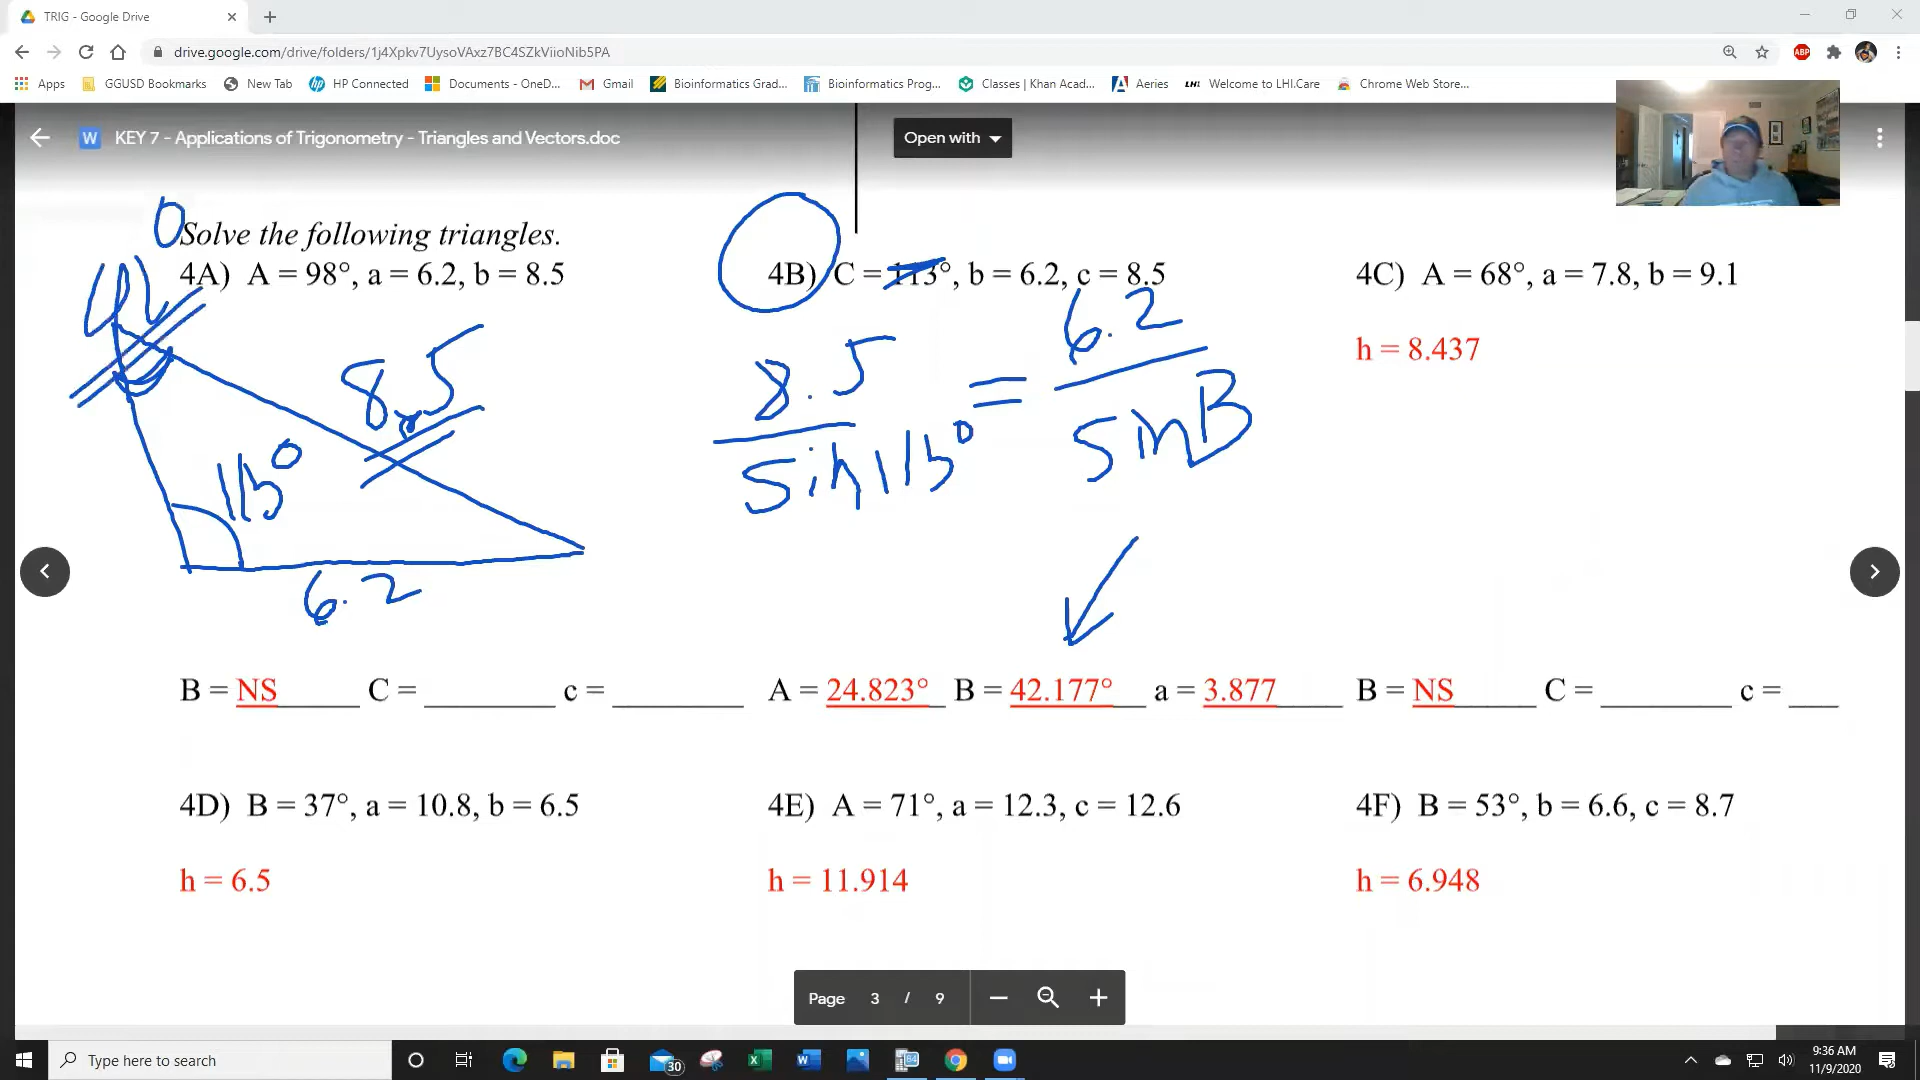 TRIG - Google Drive
drive.google.com/drive/folders/1j4Xpkv7UysoVAxz7BC4SZkViioNib5PA
ABP
Apps GGUSD Bookmarks New Tab HP Connected Documents - OneD... Gmail Bioinformatics Grad... Bioinformatics Prog... Classes | Khan Acad... Aeries LHI Welcome to LHI.Care Chrome Web Store...
W KEY 7 - Applications of Trigonometry - Triangles and Vectors.doc
Open with
Solve the following triangles.
4A) A = 98°, a = 6.2, b = 8.5
4B) C = 113°, b = 6.2, c = 8.5
4C) A = 68°, a = 7.8, b = 9.1
h = 8.437
42°
8.5
113°
6.2
8.5 = 6.2
sin 113° sin B
B = NS C = c =
A = 24.823° B = 42.177° a = 3.877
B = NS C = c =
4D) B = 37°, a = 10.8, b = 6.5
4E) A = 71°, a = 12.3, c = 12.6
4F) B = 53°, b = 6.6, c = 8.7
h = 6.5
h = 11.914
h = 6.948
Page 3 / 9
Type here to search
30
9:36 AM
11/9/2020